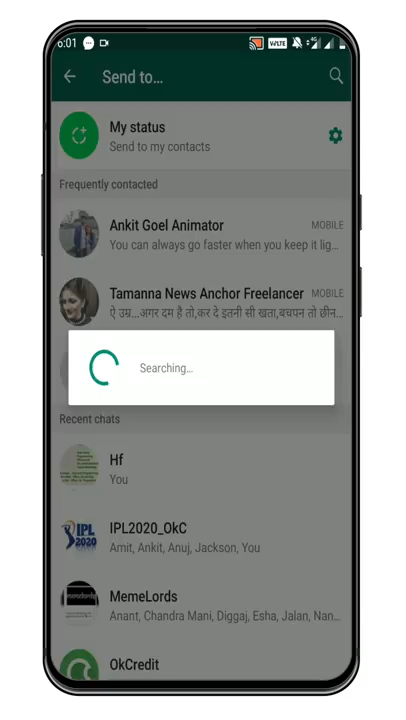 6:01
VoLTE
4G
Send to...
My status
Send to my contacts
Frequently contacted
Ankit Goel Animator
MOBILE
You can always go faster when you keep it lig...
Tamanna News Anchor Freelancer
MOBILE
ऐ उम्र...अगर दम है तो,कर दे इतनी सी खता,बचपन तो छीन...
Searching...
Recent chats
Hf
You
IPL
2020
IPL2020_OkC
Amit, Ankit, Anuj, Jackson, You
MemeLords
Anant, Chandra Mani, Diggaj, Esha, Jalan, Nan...
OkCredit